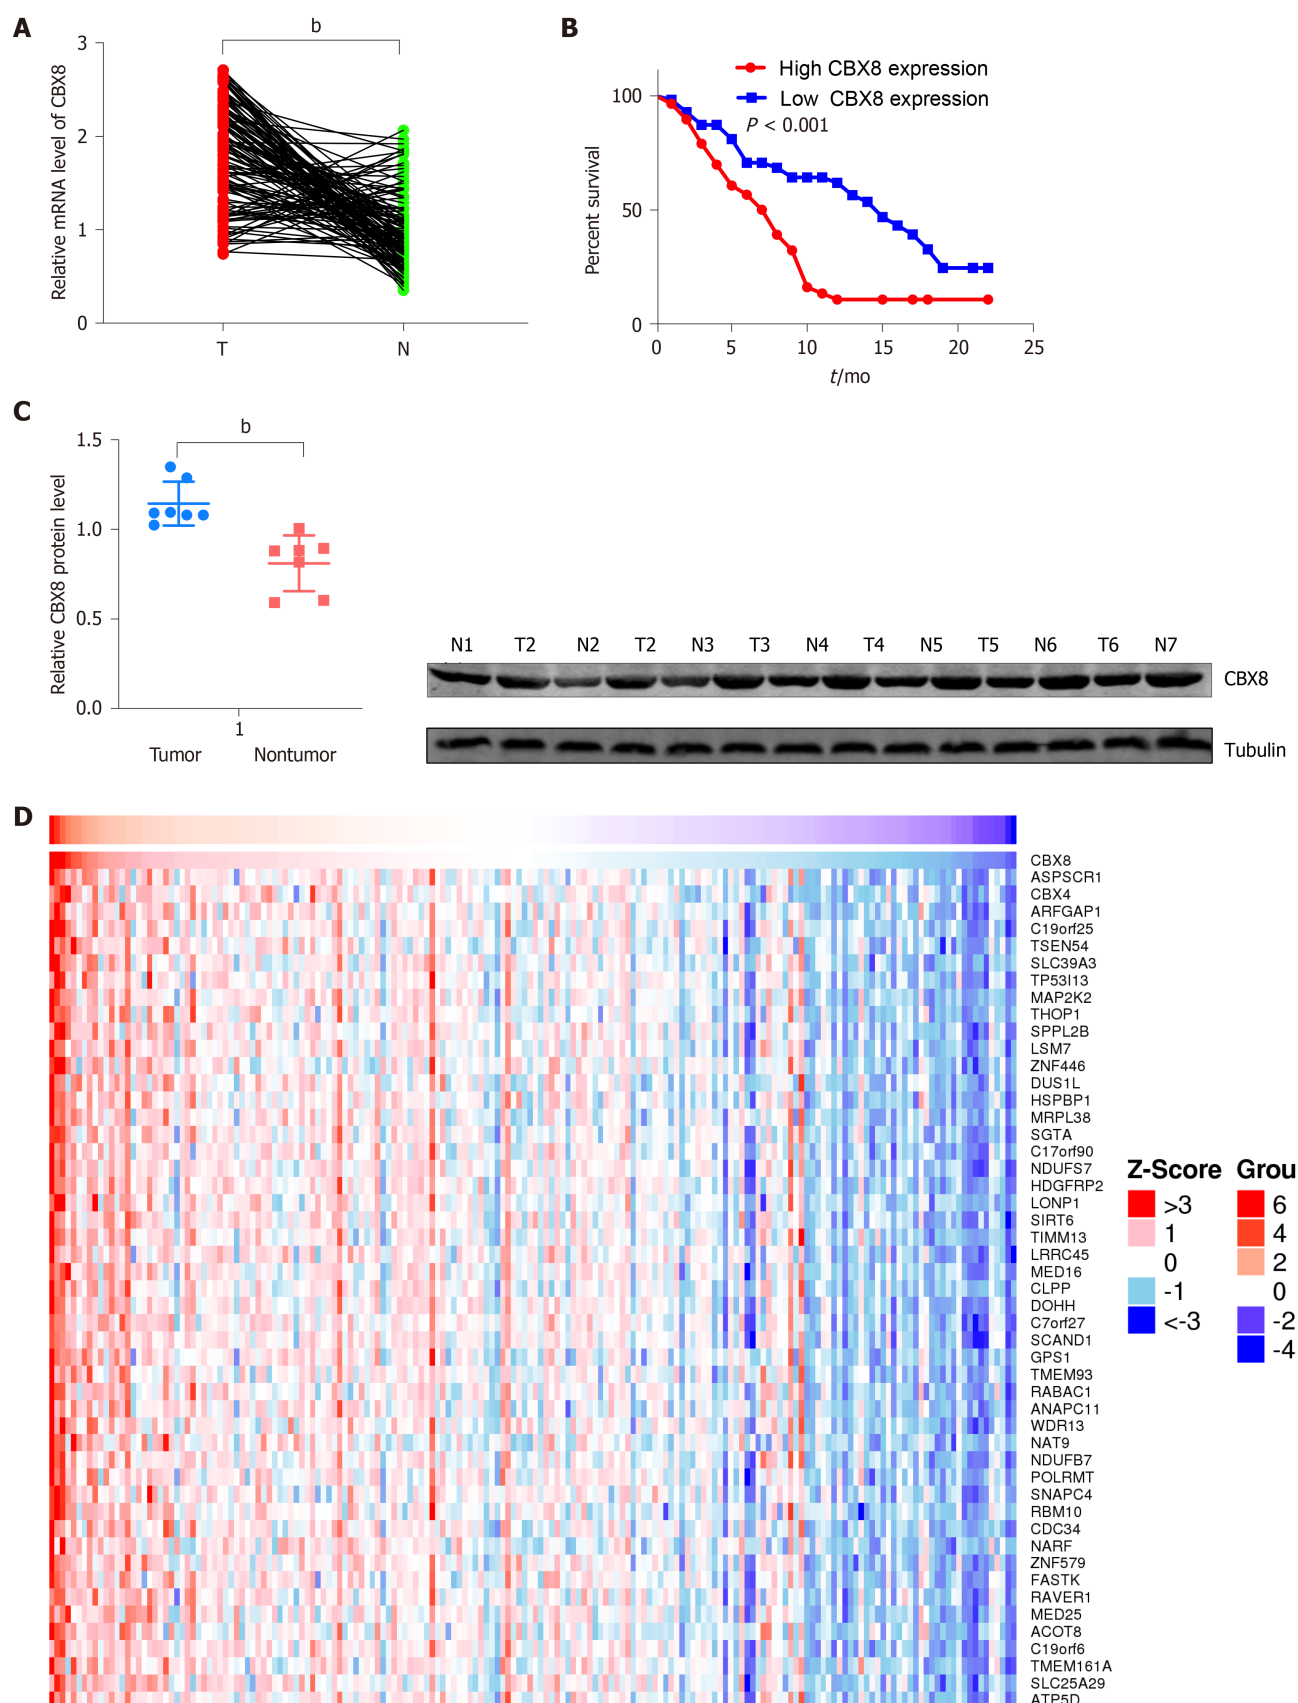 A
b
3
2
1
0
Relative mRNA level of CBX8
T
N
B
High CBX8 expression
Low CBX8 expression
P < 0.001
100
50
0
Percent survival
0 5 10 15 20 25
t/mo
C
b
1.5
1.0
0.5
0.0
Relative CBX8 protein level
1
Tumor Nontumor
N1 T2 N2 T2 N3 T3 N4 T4 N5 T5 N6 T6 N7
CBX8
Tubulin
D
CBX8
ASPSCR1
CBX4
ARFGAP1
C19orf25
TSEN54
SLC39A3
TP53I13
MAP2K2
THOP1
SPPL2B
LSM7
ZNF446
DUS1L
HSPBP1
MRPL38
SGTA
C17orf90
NDUFS7
HDGFRP2
LONP1
SIRT6
TIMM13
LRRC45
MED16
CLPP
DOHH
C7orf27
SCAND1
GPS1
TMEM93
RABAC1
ANAPC11
WDR13
NAT9
NDUFB7
POLRMT
SNAPC4
RBM10
CDC34
NARF
ZNF579
FASTK
RAVER1
MED25
ACOT8
C19orf6
TMEM161A
SLC25A29
ATP5D
Z-Score
>3
1
0
-1
<-3
Grou
6
4
2
0
-2
-4